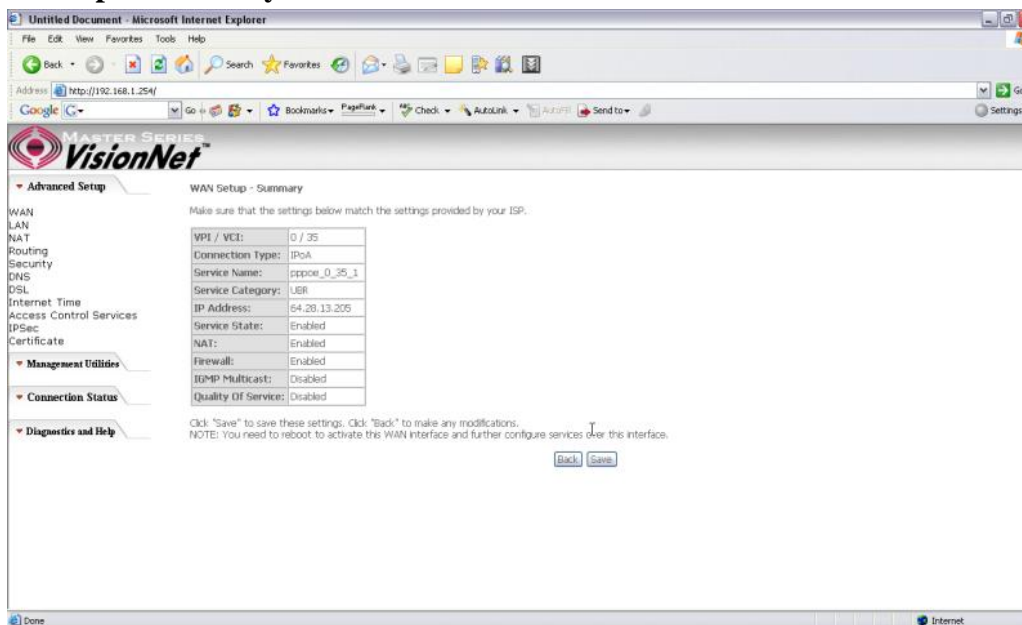 Untitled Document - Microsoft Internet Explorer
File Edit View Favorites Tools Help
Back Search Favorites
Address http://192.168.1.254/ Go
Google G Go Bookmarks PageRank Check AutoLink AutoFill Send to Settings
MASTER SERIES
VisionNet™
Advanced Setup
WAN
LAN
NAT
Routing
Security
DNS
DSL
Internet Time
Access Control Services
IPSec
Certificate
Management Utilities
Connection Status
Diagnostics and Help
WAN Setup - Summary
Make sure that the settings below match the settings provided by your ISP.
VPI / VCI: 0 / 35
Connection Type: IPoA
Service Name: pppoe_0_35_1
Service Category: UBR
IP Address: 64.28.13.205
Service State: Enabled
NAT: Enabled
Firewall: Enabled
IGMP Multicast: Disabled
Quality Of Service: Disabled
Click "Save" to save these settings. Click "Back" to make any modifications.
NOTE: You need to reboot to activate this WAN interface and further configure services over this interface.
Back Save
Done Internet